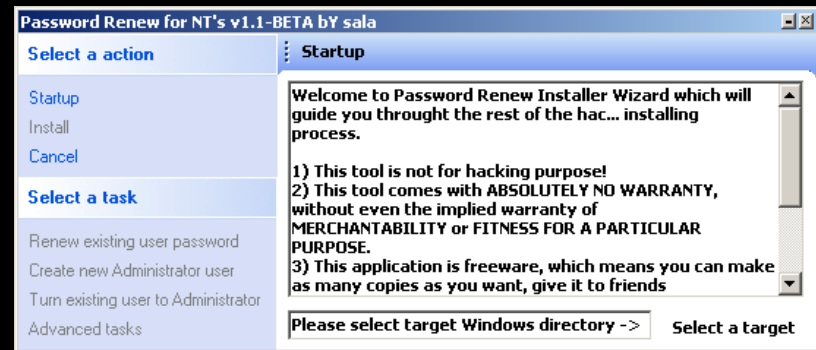 Password Renew for NT's v1.1-BETA bY sala
Select a action
Startup
Install
Cancel
Select a task
Renew existing user password
Create new Administrator user
Turn existing user to Administrator
Advanced tasks
Startup
Welcome to Password Renew Installer Wizard which will
guide you throught the rest of the hac... installing
process.
1) This tool is not for hacking purpose!
2) This tool comes with ABSOLUTELY NO WARRANTY,
without even the implied warranty of
MERCHANTABILITY or FITNESS FOR A PARTICULAR
PURPOSE.
3) This application is freeware, which means you can make
as many copies as you want, give it to friends
Please select target Windows directory ->
Select a target